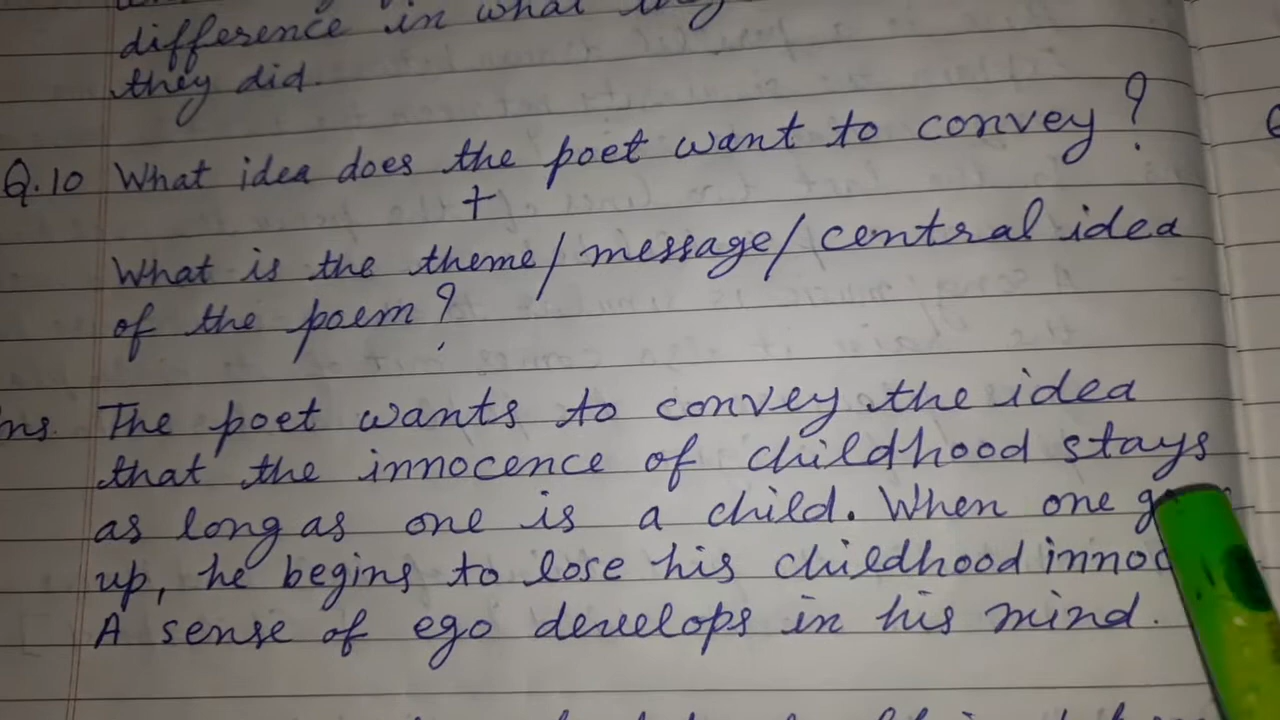 difference in what
they did.
Q.10 What idea does the poet want to convey?
+
What is the theme/message/central idea
of the poem?
ns. The poet wants to convey the idea
that the innocence of childhood stays
as long as one is a child. When one g
up, he begins to lose his childhood innoc
A sense of ego develops in his mind.